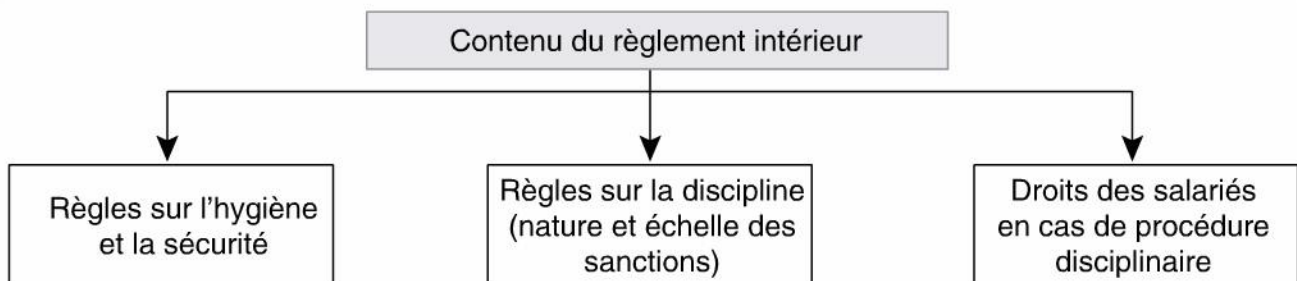 Contenu du règlement intérieur
Règles sur l'hygiène
et la sécurité
Règles sur la discipline
(nature et échelle des
sanctions)
Droits des salariés
en cas de procédure
disciplinaire